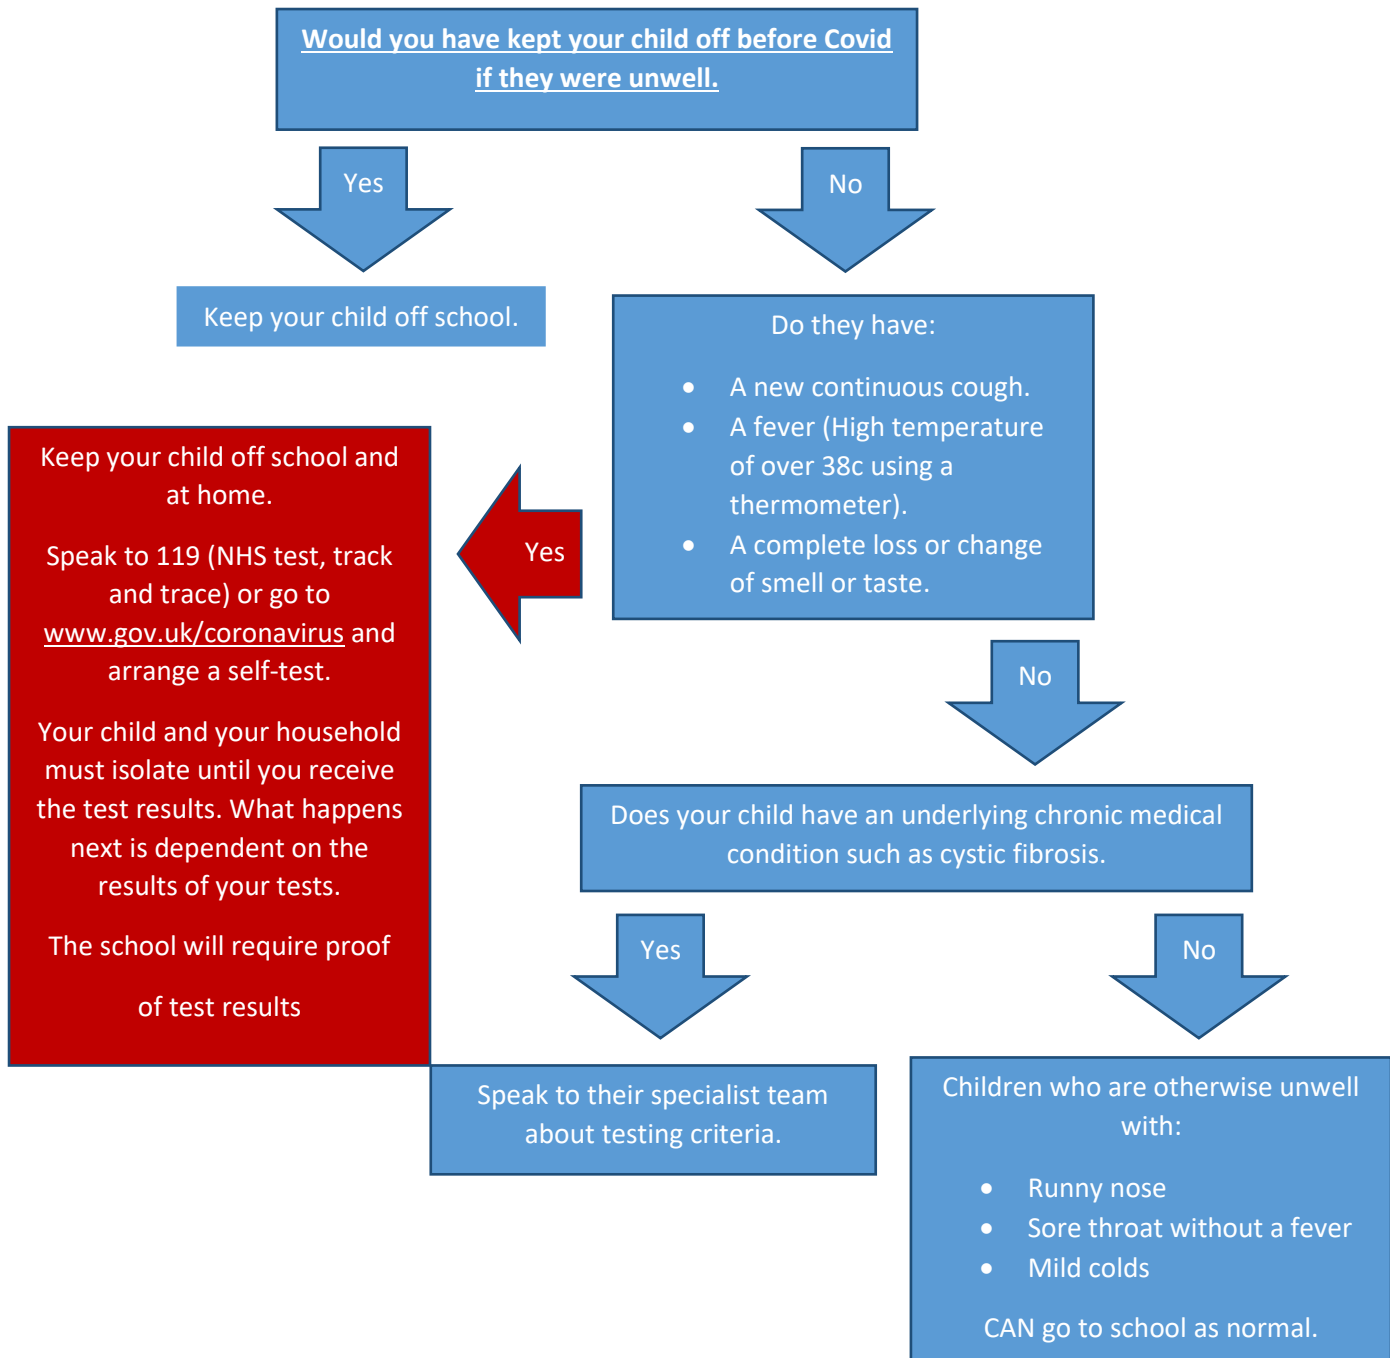 Would you have kept your child off before Covid
if they were unwell.
Yes
No
Keep your child off school.
Do they have:
• A new continuous cough.
• A fever (High temperature
of over 38c using a
thermometer).
• A complete loss or change
of smell or taste.
Yes
Keep your child off school and
at home.
Speak to 119 (NHS test, track
and trace) or go to
www.gov.uk/coronavirus and
arrange a self-test.
Your child and your household
must isolate until you receive
the test results. What happens
next is dependent on the
results of your tests.
The school will require proof
of test results
No
Does your child have an underlying chronic medical
condition such as cystic fibrosis.
Yes
No
Speak to their specialist team
about testing criteria.
Children who are otherwise unwell
with:
• Runny nose
• Sore throat without a fever
• Mild colds
CAN go to school as normal.